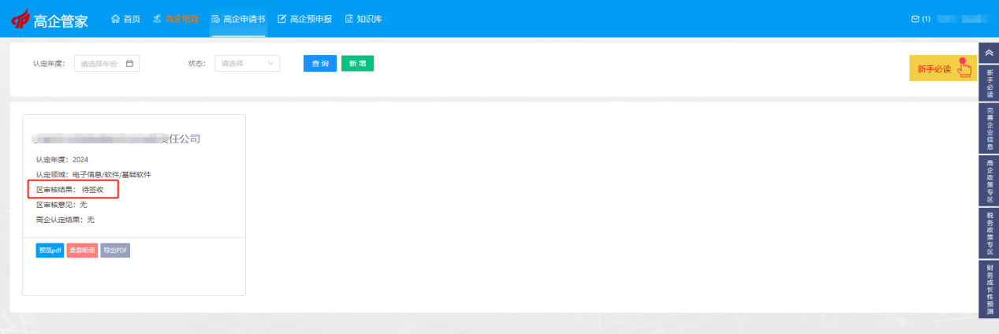 高企管家
首页
高企培育
高企申请书
高企预申报
知识库
(1)
认定年度:
请选择年份
状态:
请选择
查 询
新 增
新手必读
责任公司
认定年度：2024
认定领域：电子信息/软件/基础软件
区审核结果： 待签收
区审核意见：无
高企认定结果：无
预览pdf
查看明细
导出PDF
新手必读
完善企业信息
高企政策专区
税务政策专区
财务成长性预测